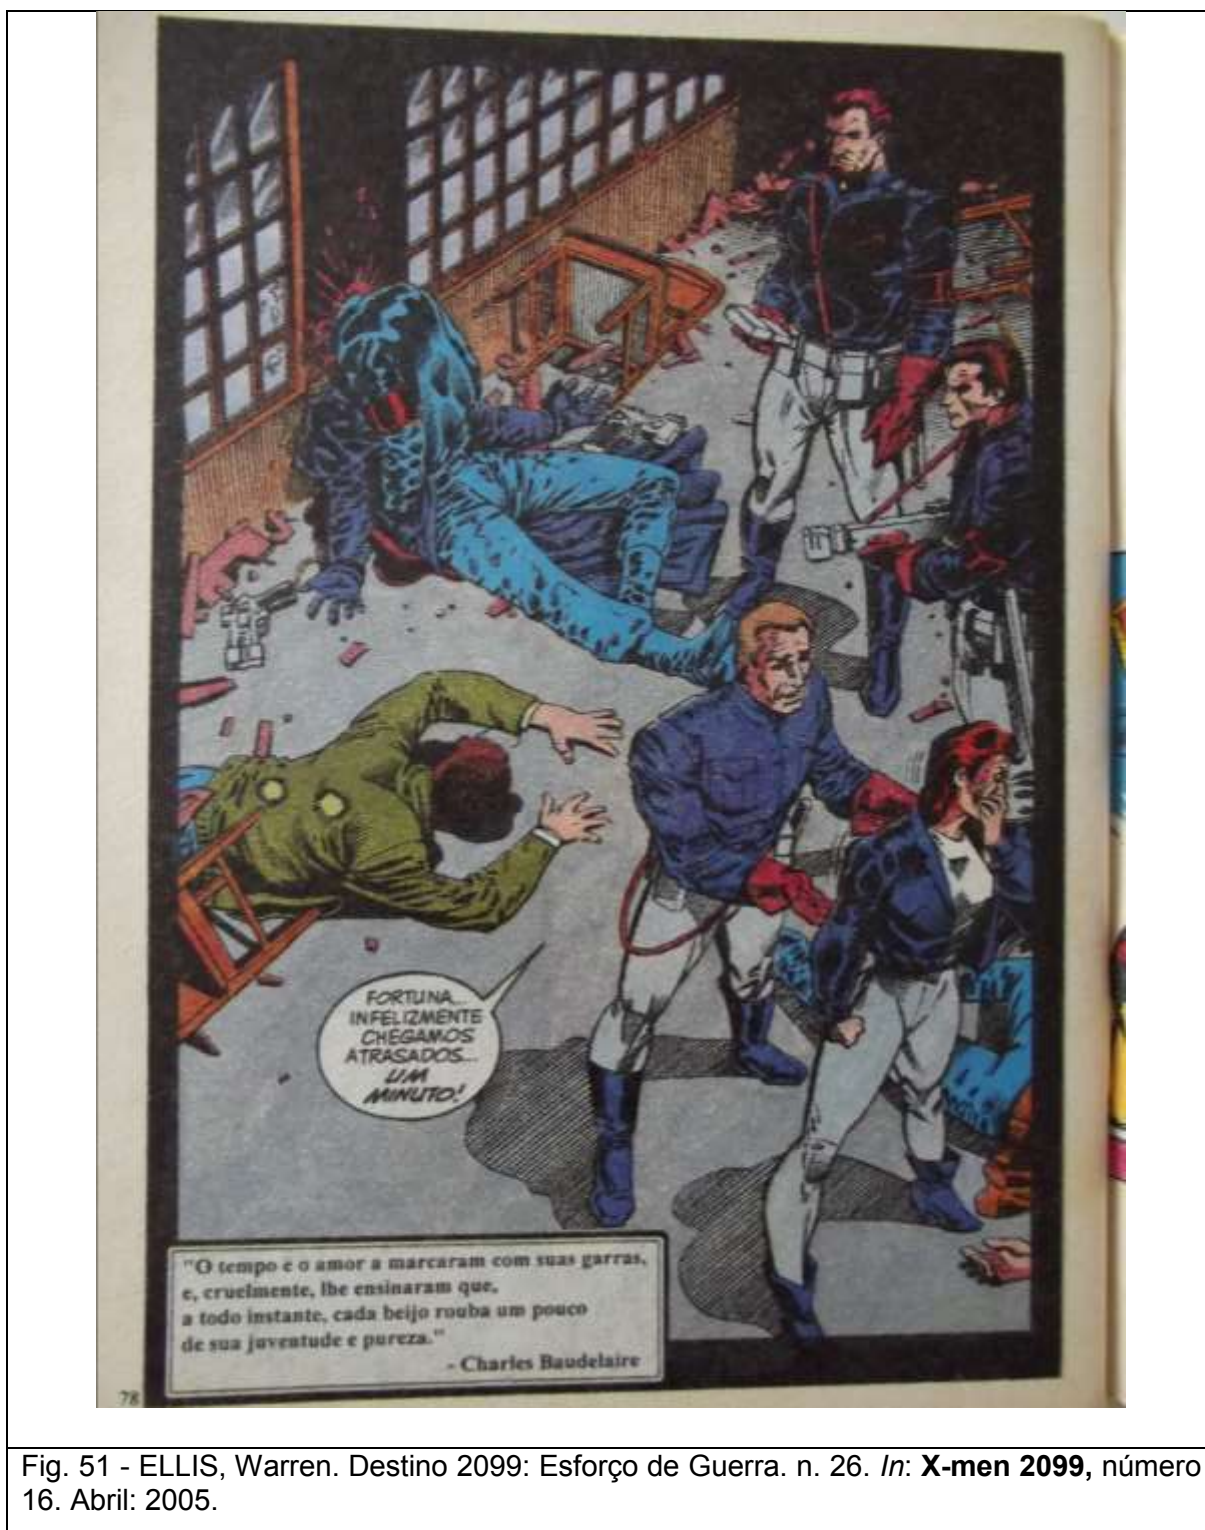 FORTUNA...
INFELIZMENTE
CHEGAMOS
ATRASADOS...
UM
MINUTO!
"O tempo e o amor a marcaram com suas garras,
e, cruelmente, lhe ensinaram que,
a todo instante, cada beijo rouba um pouco
de sua juventude e pureza."
- Charles Baudelaire
78
Fig. 51 - ELLIS, Warren. Destino 2099: Esforço de Guerra. n. 26. In: X-men 2099, número
16. Abril: 2005.